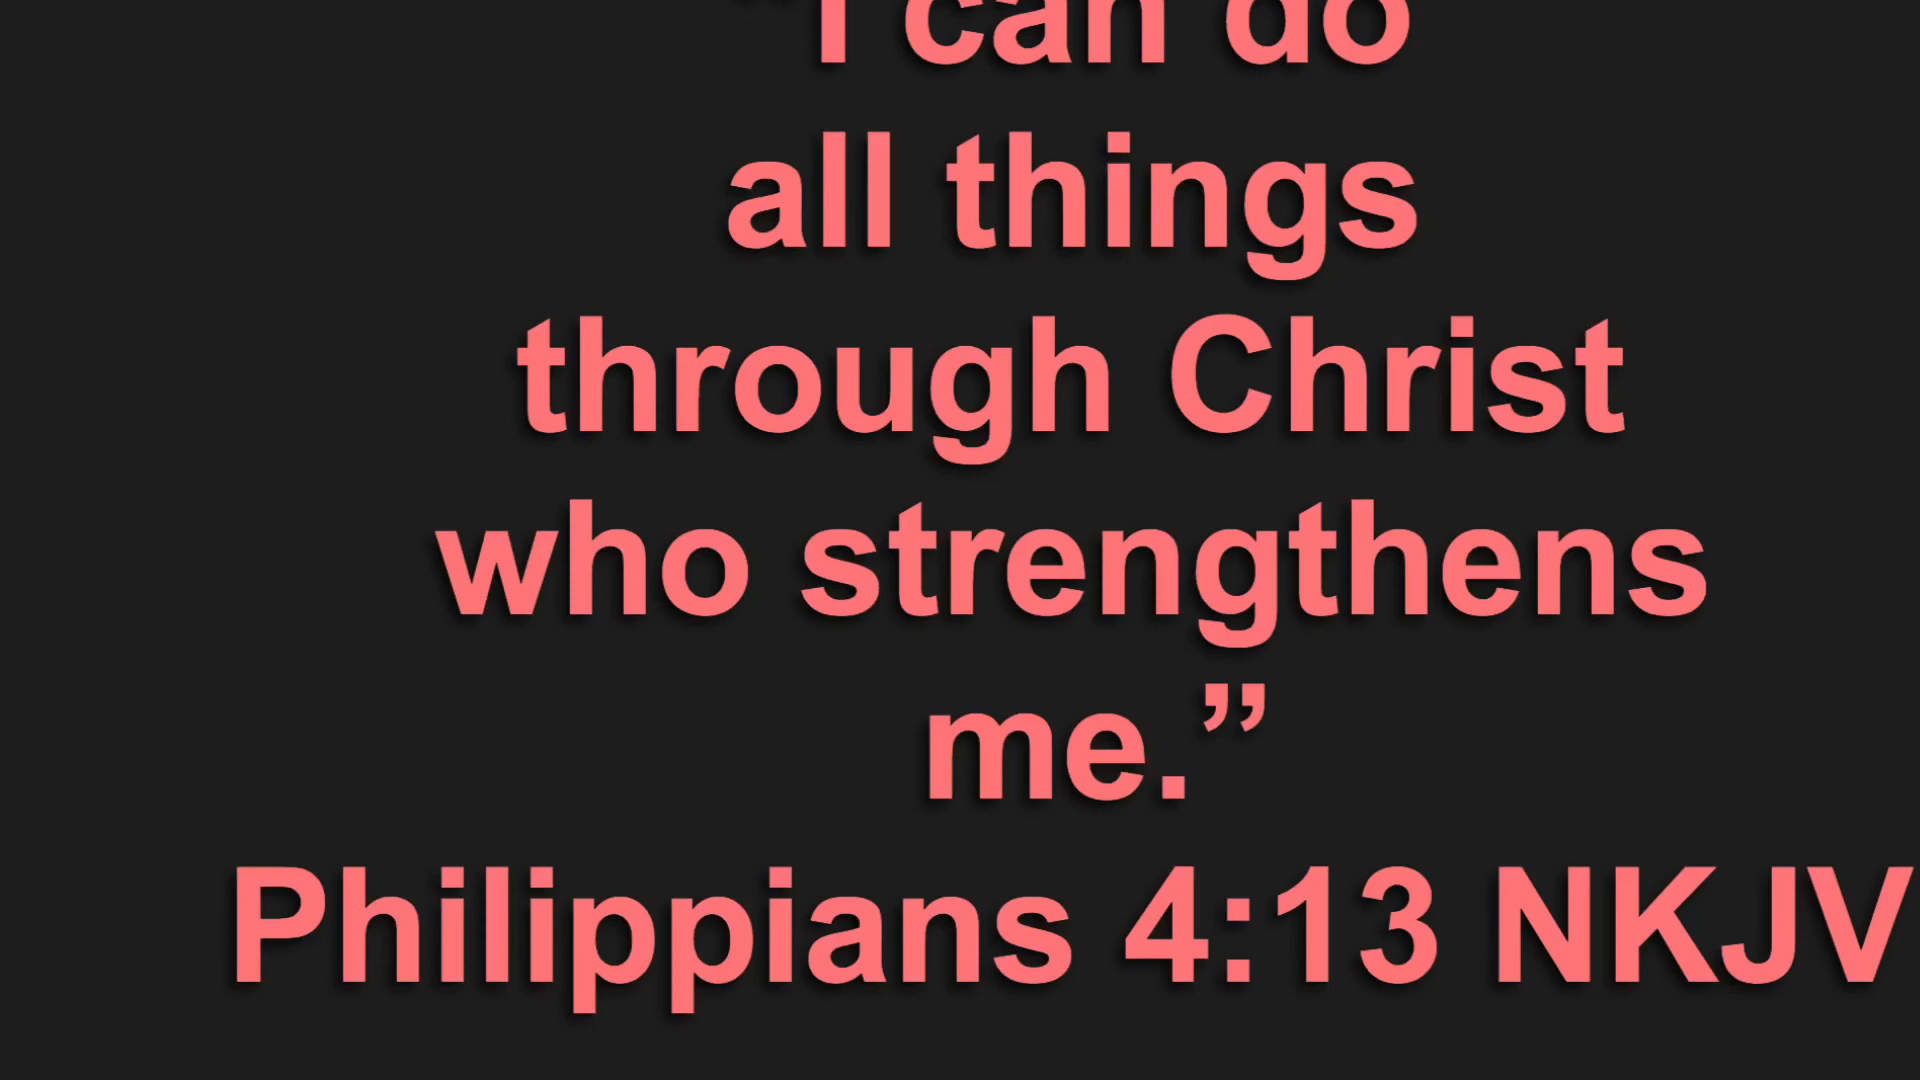 “I can do
all things
through Christ
who strengthens
me.”
Philippians 4:13 NKJV